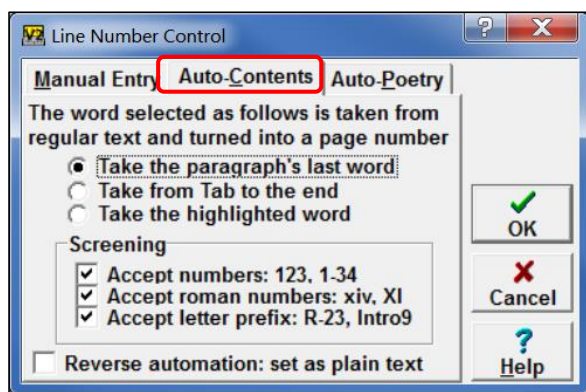 Line Number Control
?
X
Manual Entry
Auto-Contents
Auto-Poetry
The word selected as follows is taken from
regular text and turned into a page number
Take the paragraph's last word
Take from Tab to the end
Take the highlighted word
Screening
Accept numbers: 123, 1-34
Accept roman numbers: xiv, XI
Accept letter prefix: R-23, Intro9
Reverse automation: set as plain text
OK
Cancel
?
Help